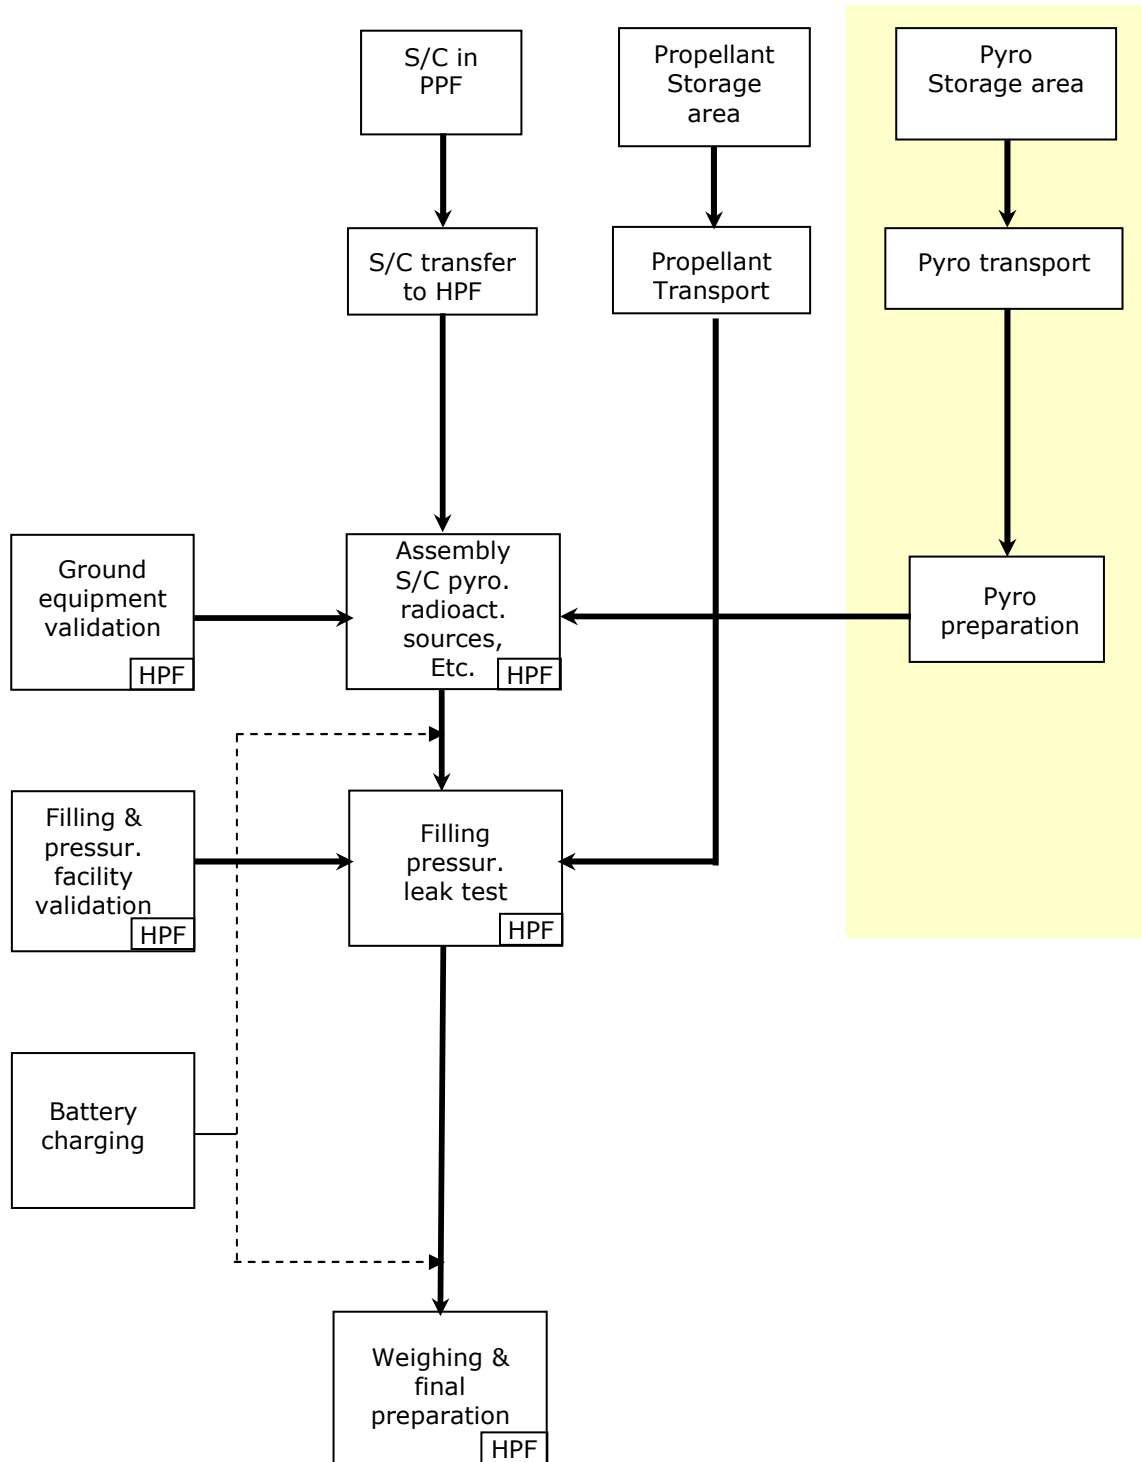 S/C in
PPF
Propellant
Storage
area
Pyro
Storage area
S/C transfer
to HPF
Propellant
Transport
Pyro transport
Ground
equipment
validation
HPF
Assembly
S/C pyro.
radioact.
sources,
Etc.
HPF
Pyro
preparation
Filling &
pressur.
facility
validation
HPF
Filling
pressur.
leak test
HPF
Battery
charging
Weighing &
final
preparation
HPF